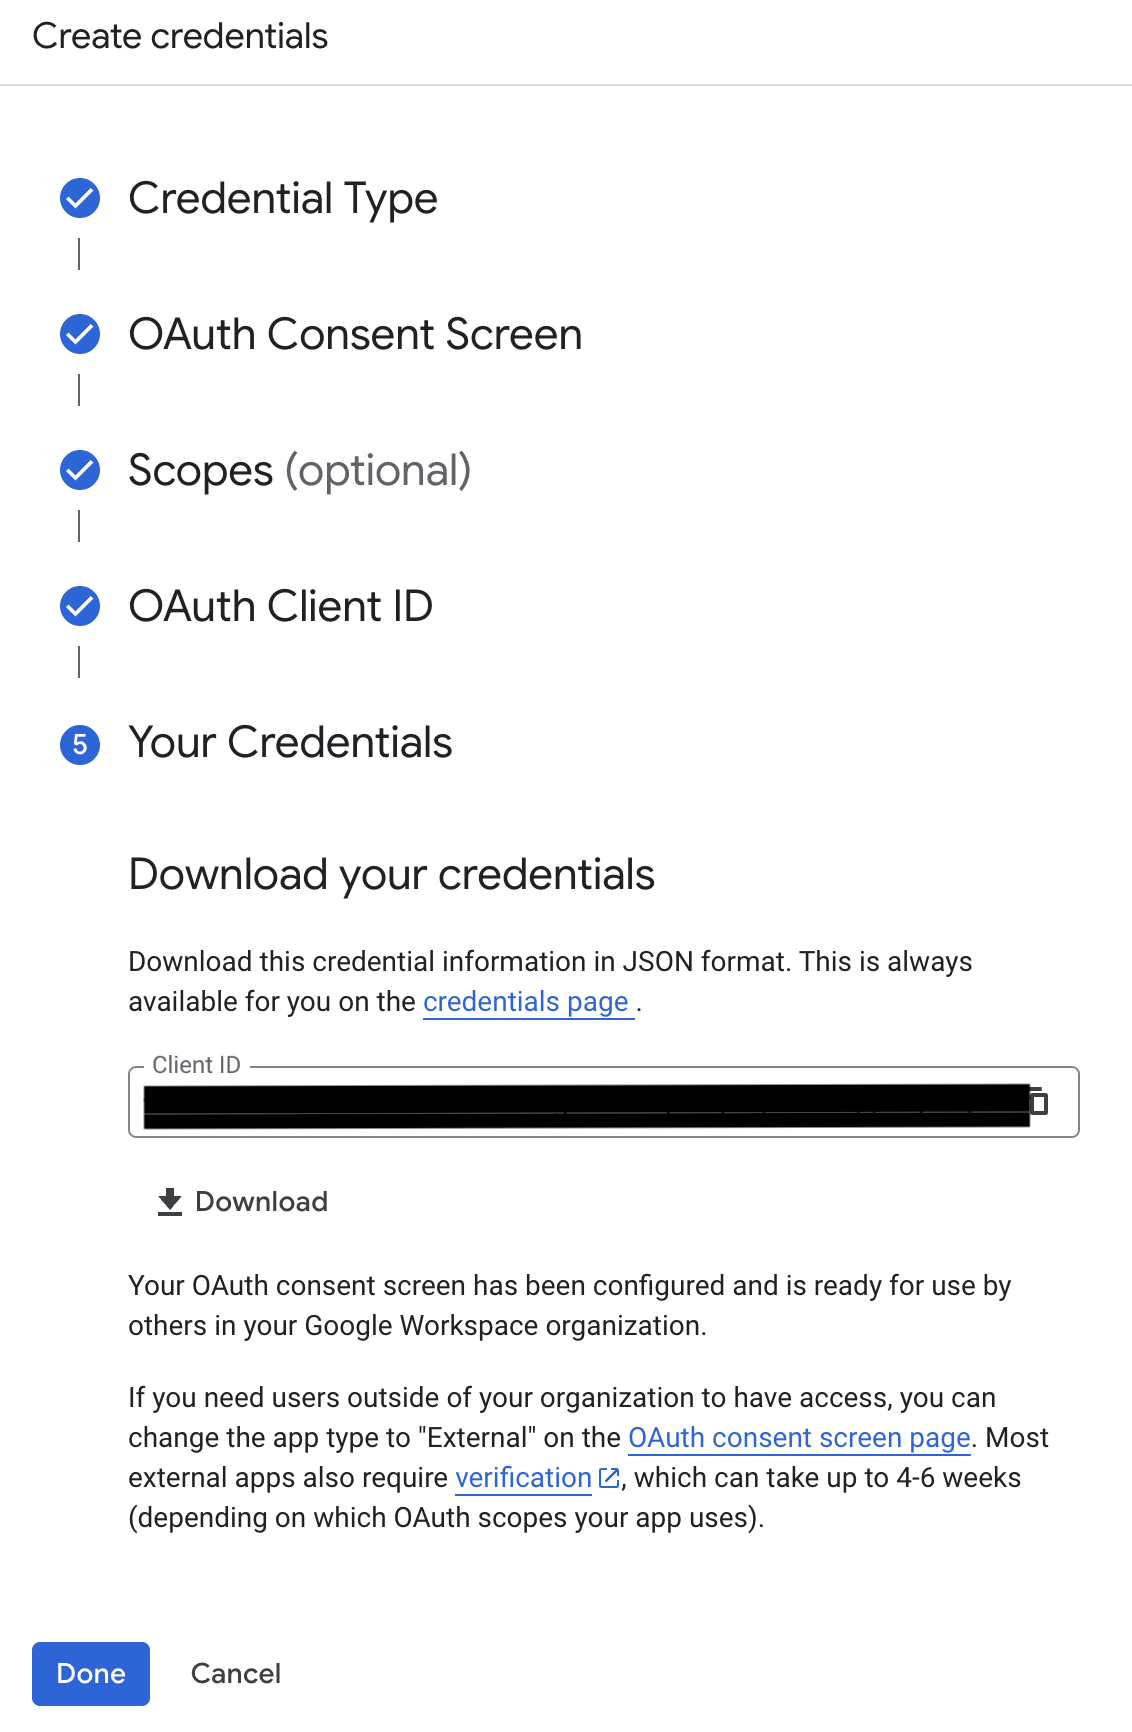 Create credentials
Credential Type
OAuth Consent Screen
Scopes (optional)
OAuth Client ID
5 Your Credentials
Download your credentials
Download this credential information in JSON format. This is always
available for you on the credentials page .
Client ID
Download
Your OAuth consent screen has been configured and is ready for use by
others in your Google Workspace organization.
If you need users outside of your organization to have access, you can
change the app type to "External" on the OAuth consent screen page. Most
external apps also require verification, which can take up to 4-6 weeks
(depending on which OAuth scopes your app uses).
Done Cancel